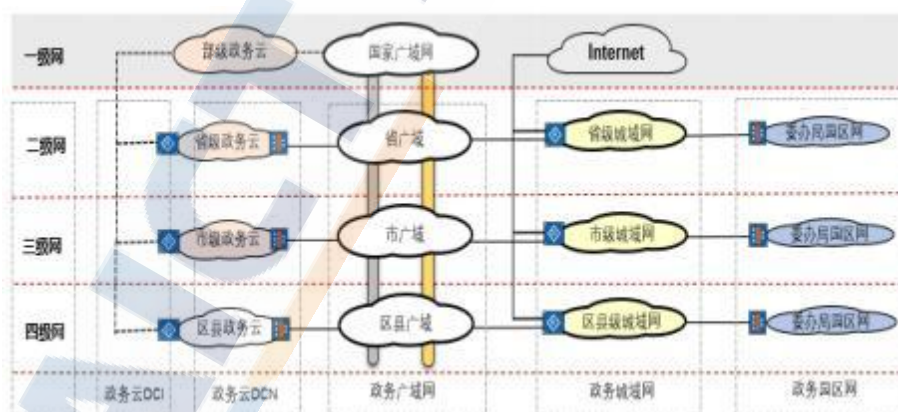 一级网
部级政务云
国家广域网
Internet
二级网
省级政务云
省广域
省级城域网
委办局园区网
三级网
市级政务云
市广域
市级城域网
委办局园区网
四级网
区县政务云
区县广域
区县级城域网
委办局园区网
政务云DCI
政务云DCN
政务广域网
政务城域网
政务园区网